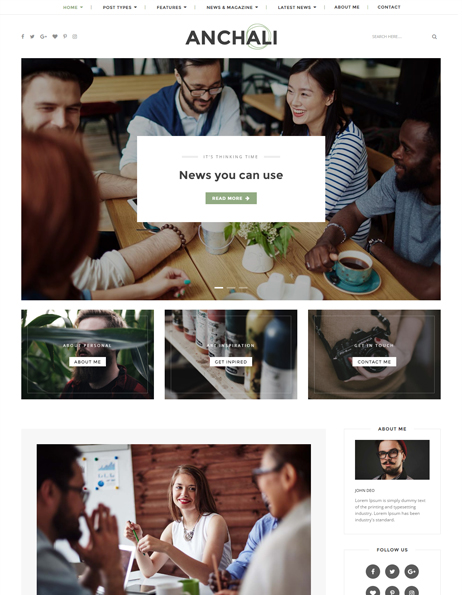 HOME
POST TYPES
FEATURES
NEWS & MAGAZINE
LATEST NEWS
ABOUT ME
CONTACT
ANCHALI
SEARCH HERE...
IT'S THINKING TIME
News you can use
READ MORE
ABOUT PERSONAL
ABOUT ME
ART INSPIRATION
GET INPIRED
GET IN TOUCH
CONTACT ME
ABOUT ME
JOHN DEO
Lorem Ipsum is simply dummy text
of the printing and typesetting
industry. Lorem Ipsum has been
industry's standard.
FOLLOW US